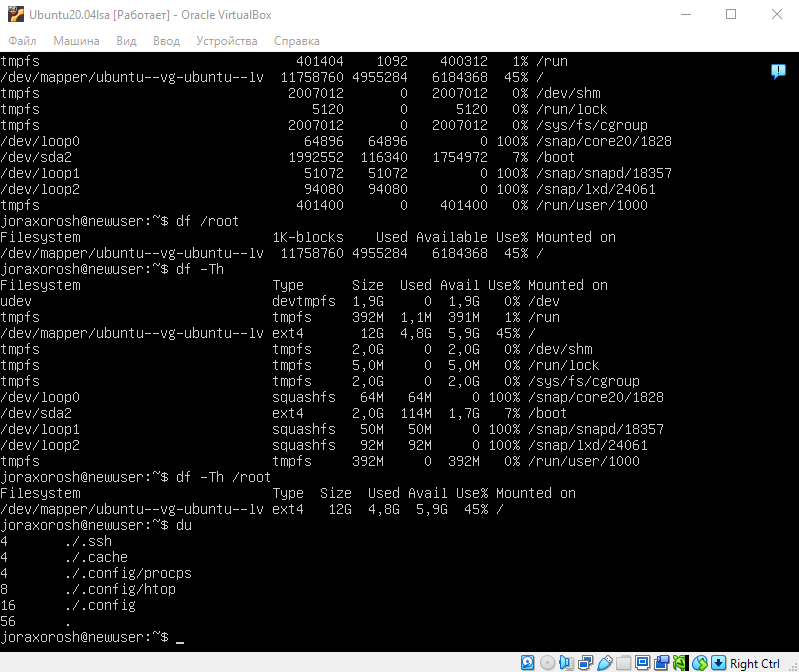 Ubuntu20.04lsa [Работает] - Oracle VirtualBox
Файл Машина Вид Ввод Устройства Справка
tmpfs 401404 1092 400312 1% /run
/dev/mapper/ubuntu--vg-ubuntu--lv 11758760 4955284 6184368 45% /
tmpfs 2007012 0 2007012 0% /dev/shm
tmpfs 5120 0 5120 0% /run/lock
tmpfs 2007012 0 2007012 0% /sys/fs/cgroup
/dev/loop0 64896 64896 0 100% /snap/core20/1828
/dev/sda2 1992552 116340 1754972 7% /boot
/dev/loop1 51072 51072 0 100% /snap/snapd/18357
/dev/loop2 94080 94080 0 100% /snap/lxd/24061
tmpfs 401400 0 401400 0% /run/user/1000
joraxorosh@newuser:~$ df /root
Filesystem 1K-blocks Used Available Use% Mounted on
/dev/mapper/ubuntu--vg-ubuntu--lv 11758760 4955284 6184368 45% /
joraxorosh@newuser:~$ df -Th
Filesystem Type Size Used Avail Use% Mounted on
udev devtmpfs 1,9G 0 1,9G 0% /dev
tmpfs tmpfs 392M 1,1M 391M 1% /run
/dev/mapper/ubuntu--vg-ubuntu--lv ext4 12G 4,8G 5,9G 45% /
tmpfs tmpfs 2,0G 0 2,0G 0% /dev/shm
tmpfs tmpfs 5,0M 0 5,0M 0% /run/lock
tmpfs tmpfs 2,0G 0 2,0G 0% /sys/fs/cgroup
/dev/loop0 squashfs 64M 64M 0 100% /snap/core20/1828
/dev/sda2 ext4 2,0G 114M 1,7G 7% /boot
/dev/loop1 squashfs 50M 50M 0 100% /snap/snapd/18357
/dev/loop2 squashfs 92M 92M 0 100% /snap/lxd/24061
tmpfs tmpfs 392M 0 392M 0% /run/user/1000
joraxorosh@newuser:~$ df -Th /root
Filesystem Type Size Used Avail Use% Mounted on
/dev/mapper/ubuntu--vg-ubuntu--lv ext4 12G 4,8G 5,9G 45% /
joraxorosh@newuser:~$ du
4 ./.ssh
4 ./.cache
4 ./.config/procps
8 ./.config/htop
16 ./.config
56 .
joraxorosh@newuser:~$ _
Right Ctrl